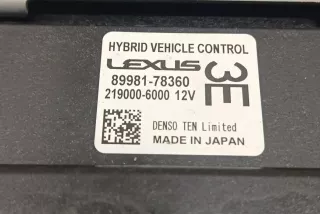 HYBRID VEHICLE CONTROL
LEXUS
89981-78360
219000-6000 12V
3E
DENSO TEN Limited
MADE IN JAPAN